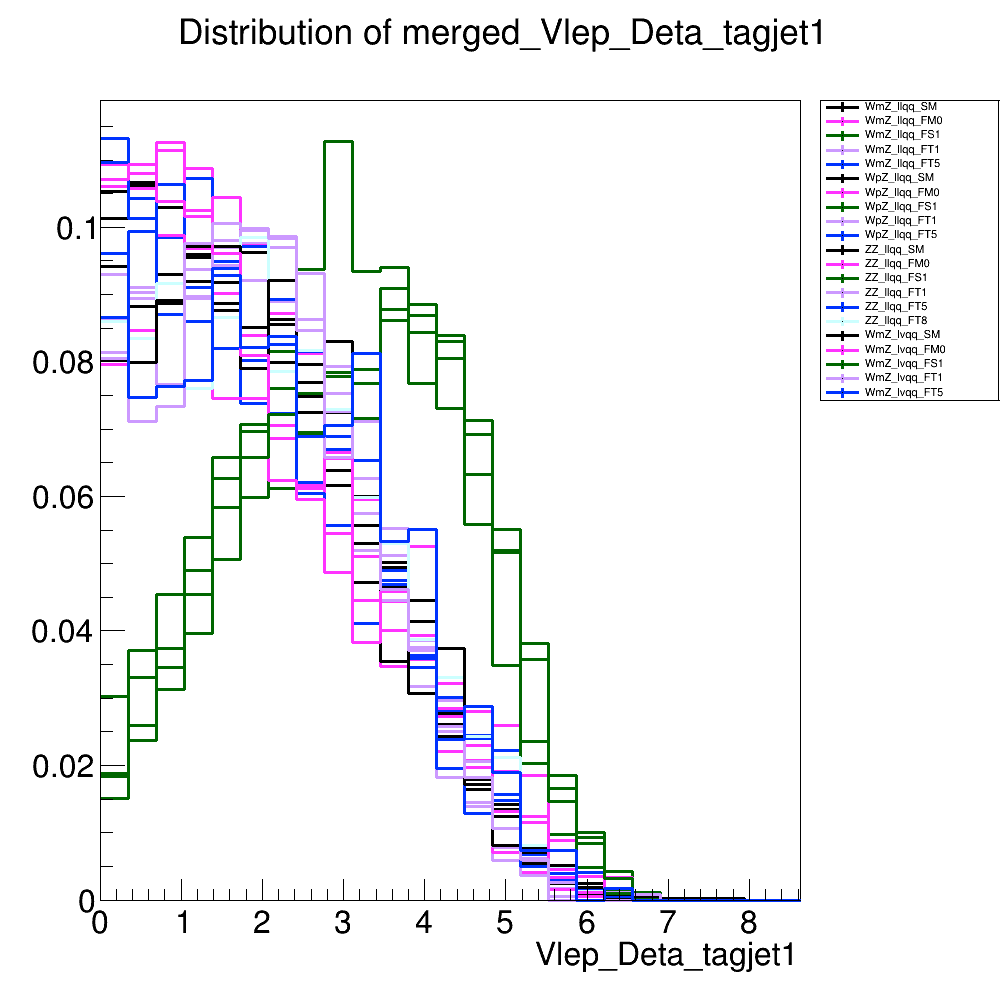 Distribution of merged_Vlep_Deta_tagjet1
WmZ_llqq_SM
WmZ_llqq_FM0
WmZ_llqq_FS1
WmZ_llqq_FT1
WmZ_llqq_FT5
WpZ_llqq_SM
WpZ_llqq_FM0
WpZ_llqq_FS1
WpZ_llqq_FT1
WpZ_llqq_FT5
ZZ_llqq_SM
ZZ_llqq_FM0
ZZ_llqq_FS1
ZZ_llqq_FT1
ZZ_llqq_FT5
ZZ_llqq_FT8
WmZ_lvqq_SM
WmZ_lvqq_FM0
WmZ_lvqq_FS1
WmZ_lvqq_FT1
WmZ_lvqq_FT5
0.1
0.08
0.06
0.04
0.02
0
0 1 2 3 4 5 6 7 8
Vlep_Deta_tagjet1